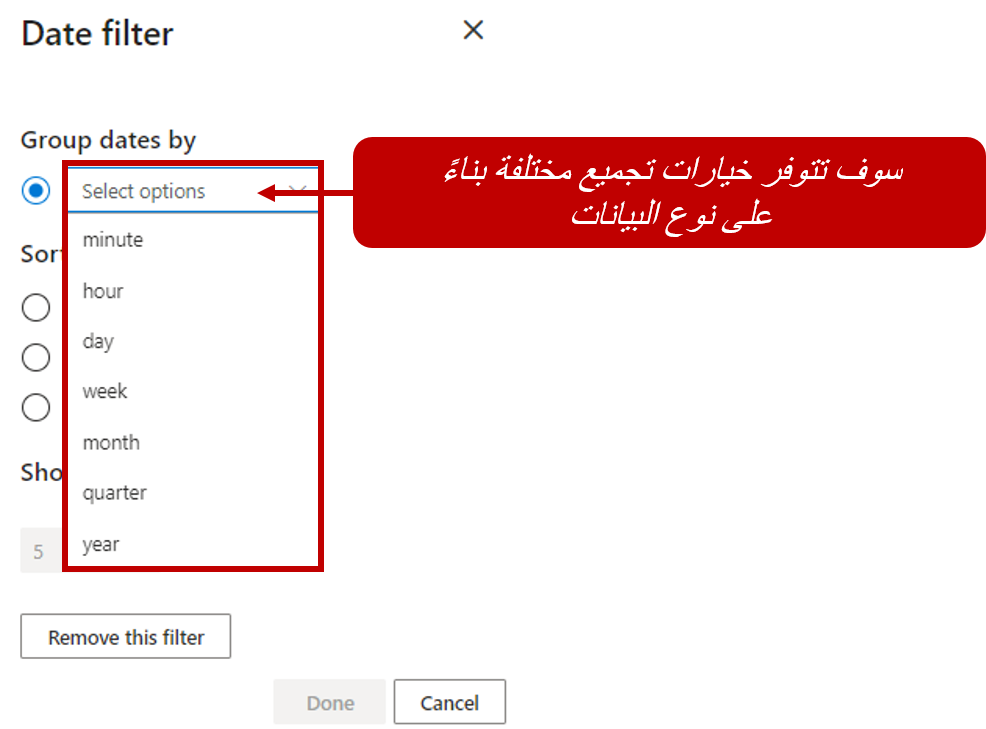 Date filter
Group dates by
Select options
سوف تتوفر خيارات تجميع مختلفة بناءً
على نوع البيانات
minute
Sor
hour
day
week
month
Sho
quarter
year
5
Remove this filter
Done
Cancel